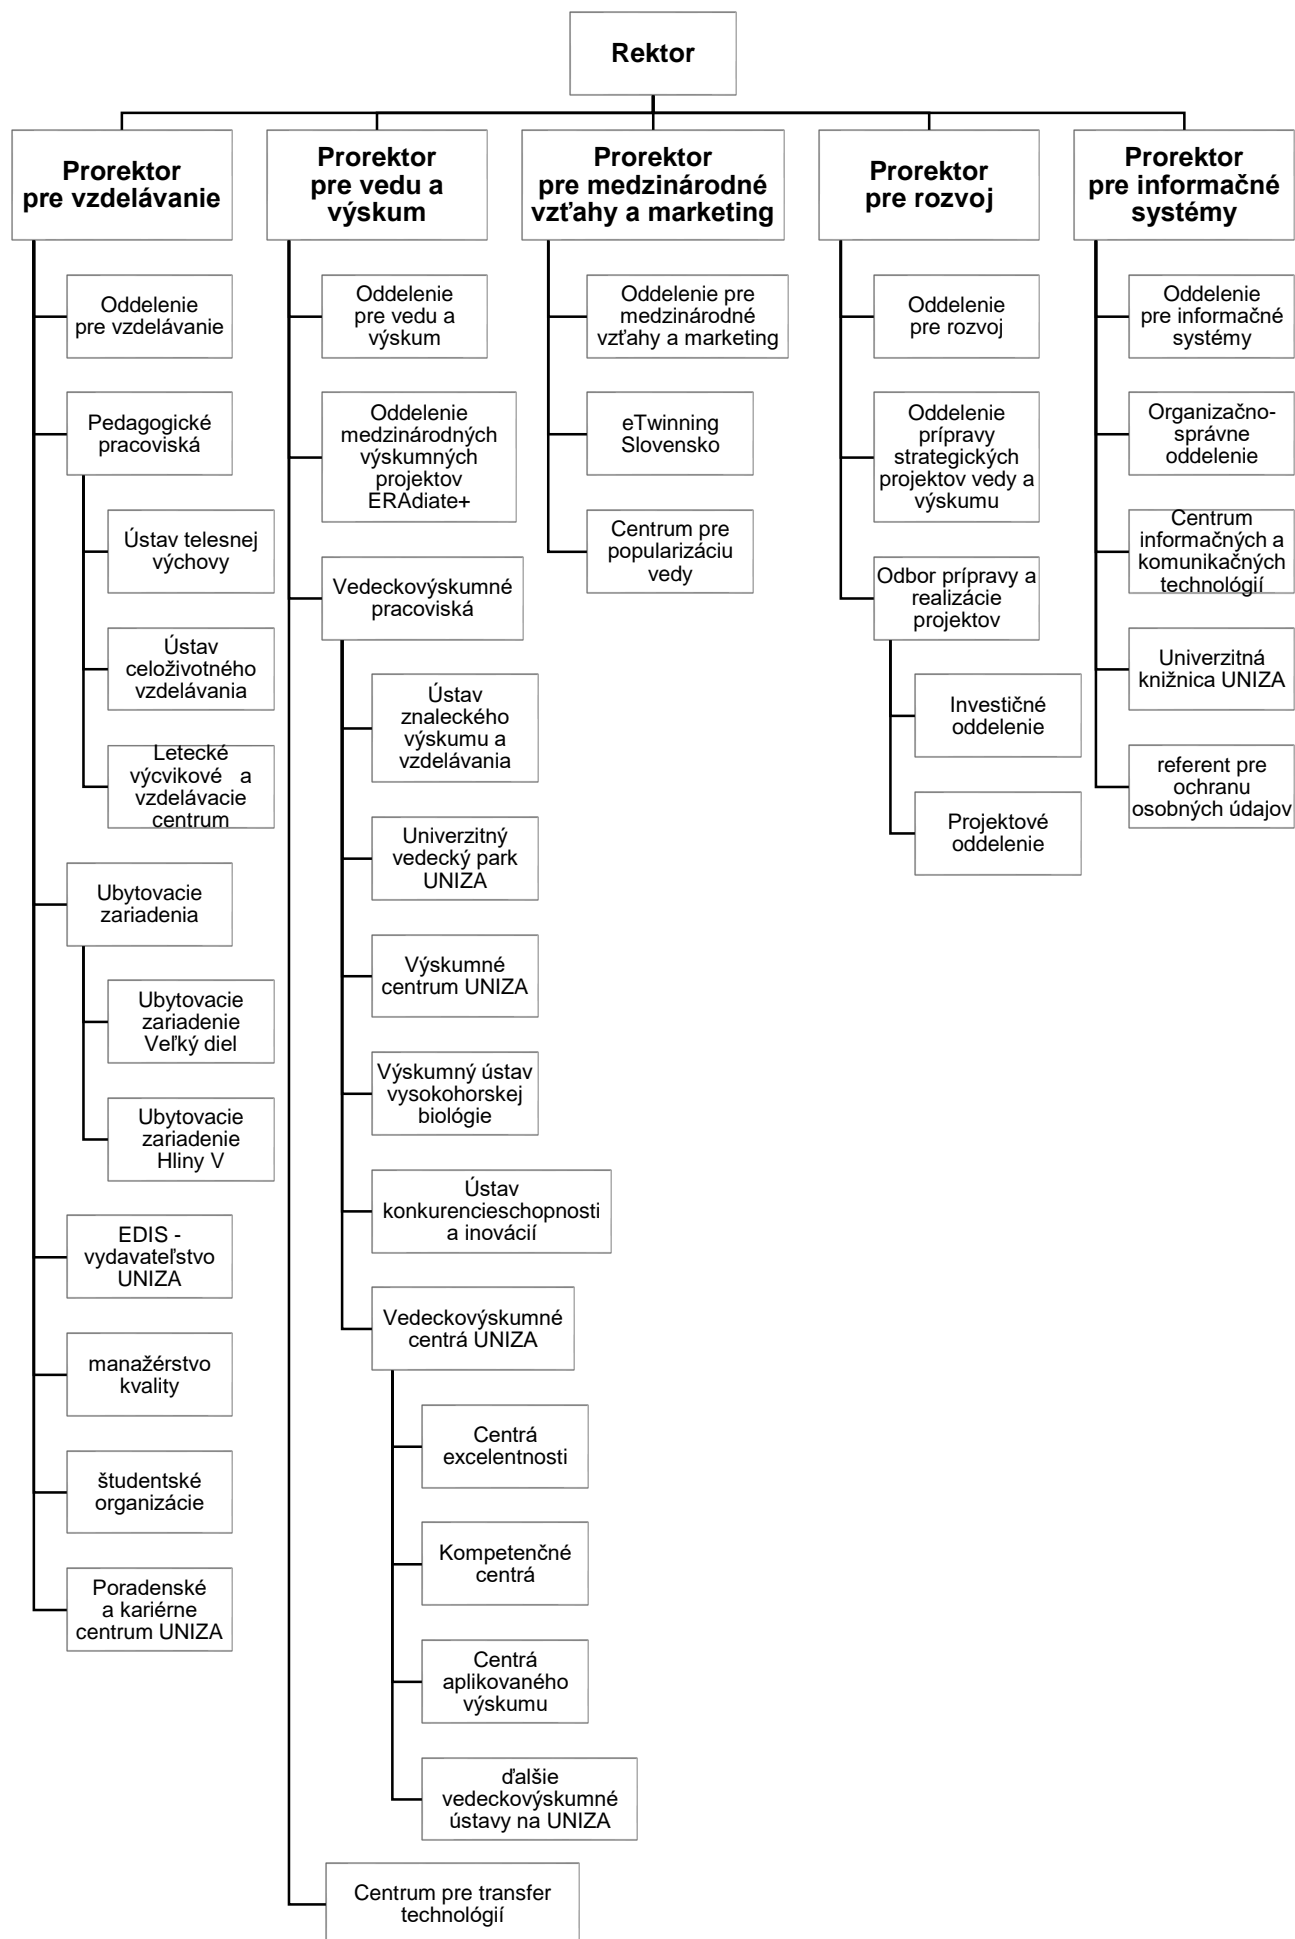 Rektor
Prorektor
pre vzdelávanie
Oddelenie
pre vzdelávanie
Pedagogické
pracoviská
Ústav telesnej
výchovy
Ústav
celoživotného
vzdelávania
Letecké
výcvikové a
vzdelávacie
centrum
Ubytovacie
zariadenia
Ubytovacie
zariadenie
Veľký diel
Ubytovacie
zariadenie
Hliny V
EDIS -
vydavateľstvo
UNIZA
manažérstvo
kvality
študentské
organizácie
Poradenské
a kariérne
centrum UNIZA
Prorektor
pre vedu a
výskum
Oddelenie
pre vedu a
výskum
Oddelenie
medzinárodných
výskumných
projektov
ERAdiate+
Vedeckovýskumné
pracoviská
Ústav
znaleckého
výskumu a
vzdelávania
Univerzitný
vedecký park
UNIZA
Výskumné
centrum UNIZA
Výskumný ústav
vysokohorskej
biológie
Ústav
konkurencieschopnosti
a inovácií
Vedeckovýskumné
centrá UNIZA
Centrá
excelentnosti
Kompetenčné
centrá
Centrá
aplikovaného
výskumu
ďalšie
vedeckovýskumné
ústavy na UNIZA
Centrum pre transfer
technológií
Prorektor
pre medzinárodné
vzťahy a marketing
Oddelenie pre
medzinárodné
vzťahy a marketing
eTwinning
Slovensko
Centrum pre
popularizáciu
vedy
Prorektor
pre rozvoj
Oddelenie
pre rozvoj
Oddelenie
prípravy
strategických
projektov vedy a
výskumu
Odbor prípravy a
realizácie
projektov
Investičné
oddelenie
Projektové
oddelenie
Prorektor
pre informačné
systémy
Oddelenie
pre informačné
systémy
Organizačno-
správne
oddelenie
Centrum
informačných a
komunikačných
technológií
Univerzitná
knižnica UNIZA
referent pre
ochranu
osobných údajov